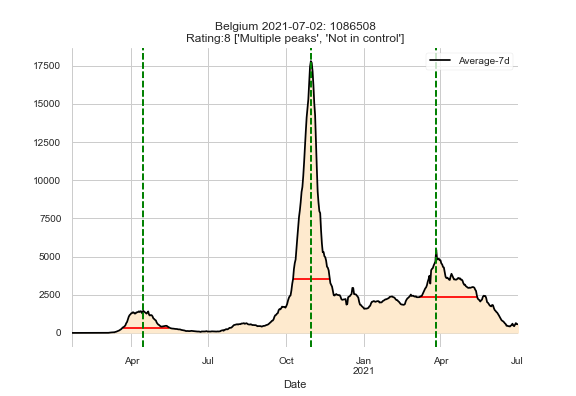 Belgium 2021-07-02: 1086508
Rating:8 ['Multiple peaks', 'Not in control']
Average-7d
17500
15000
12500
10000
7500
5000
2500
0
Apr Jul Oct Jan Apr Jul
2021
Date